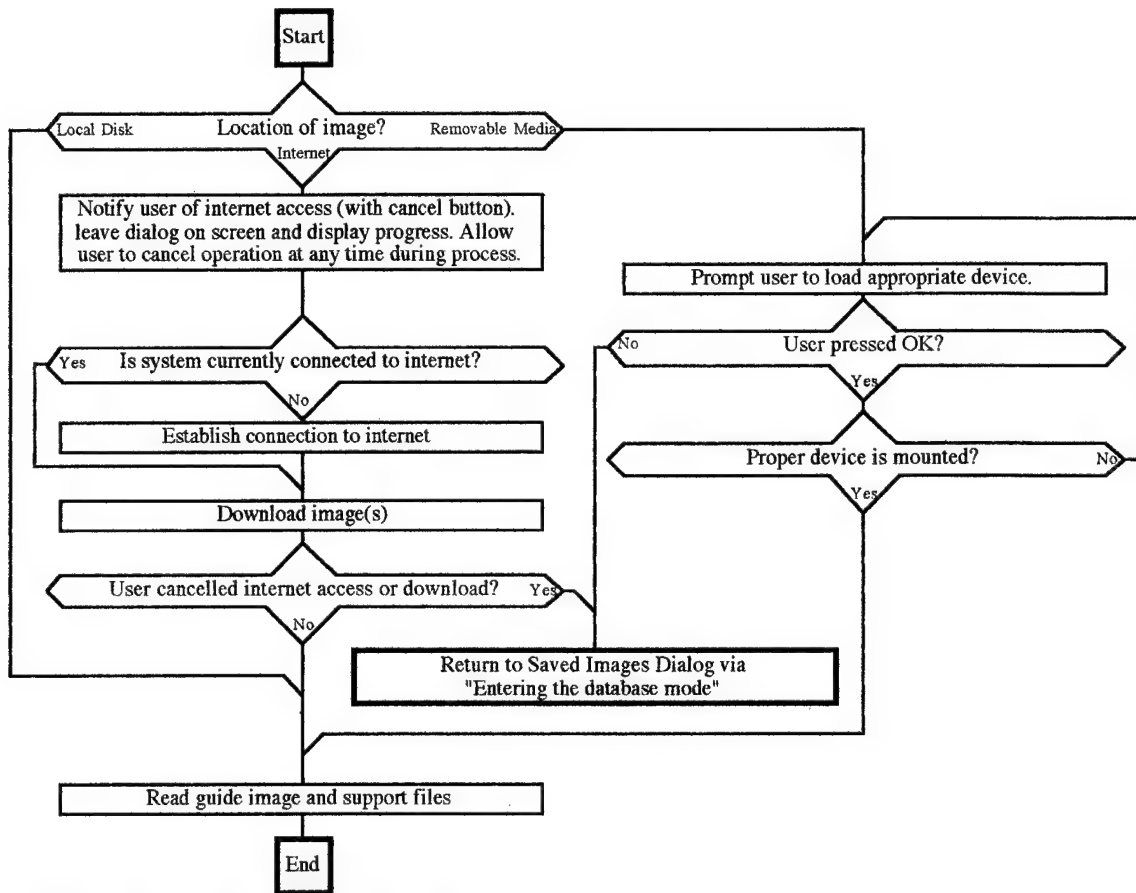 Start
Local Disk
Location of image?
Removable Media
Internet
Notify user of internet access (with cancel button).
leave dialog on screen and display progress. Allow
user to cancel operation at any time during process.
Prompt user to load appropriate device.
No
User pressed OK?
Yes
Yes
Is system currently connected to internet?
No
Establish connection to internet
Proper device is mounted?
No
Yes
Download image(s)
User cancelled internet access or download?
Yes
No
Return to Saved Images Dialog via
"Entering the database mode"
Read guide image and support files
End